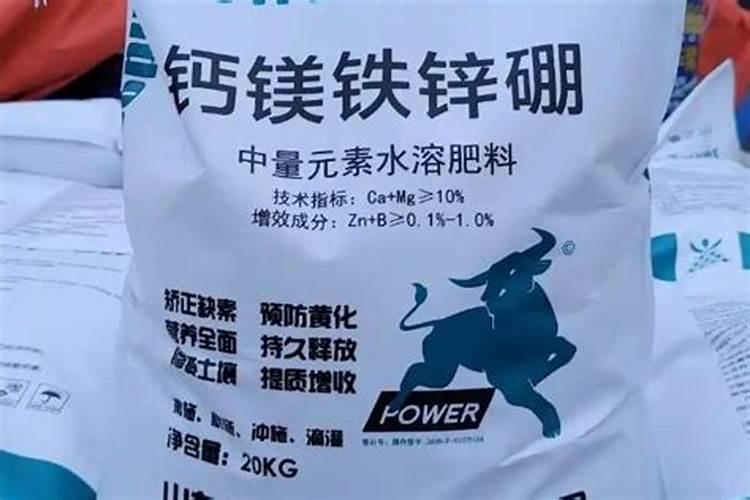 钙镁铁锌硼
中量元素水溶肥料
技术指标：Ca+Mg≥10%
增效成分：Zn+B≥0.1%-1.0%
©
矫正缺素 预防黄化
营养全面 持久释放
土壤 提质增收
POWER
冲施、滴灌
净含量：20KG
山东